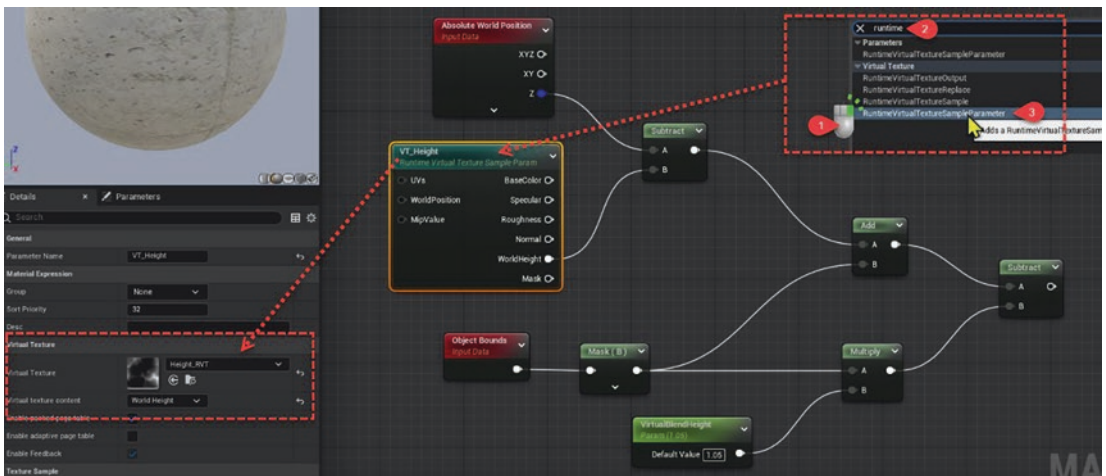 Absolute World Position
Input Data
XYZ
XY
Z
runtime
2
Parameters
RuntimeVirtualTextureSampleParameter
Virtual Texture
RuntimeVirtualTextureOutput
RuntimeVirtualTextureReplace
RuntimeVirtualTextureSample
RuntimeVirtualTextureSampleParameter
3
1
Adds a RuntimeVirtualTextureSam
Subtract
A
B
VT_Height
Runtime Virtual Texture Sample Param
UVs
BaseColor
WorldPosition
Specular
MipValue
Roughness
Normal
WorldHeight
Mask
Z
X
Details
Parameters
Search
General
Parameter Name
VT_Height
Material Expression
Group
None
Sort Priority
32
Desc
Virtual Texture
Virtual Texture
Height_RVT
Virtual texture content
World Height
Enable packed page table
Enable adaptive page table
Enable Feedback
Texture Sample
Add
A
B
Subtract
A
B
Object Bounds
Input Data
Mask ( B )
Multiply
A
B
VirtualBlendHeight
Param (1.05)
Default Value 1.05
MA